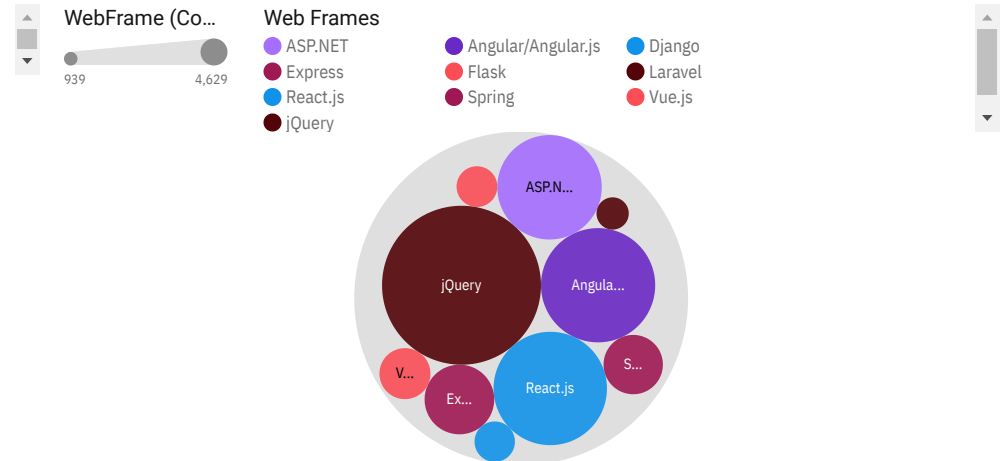 WebFrame (Co...
939
4,629
Web Frames
ASP.NET
Angular/Angular.js
Django
Express
Flask
Laravel
React.js
Spring
Vue.js
jQuery
ASP.N...
jQuery
Angula...
V...
Ex...
React.js
S...